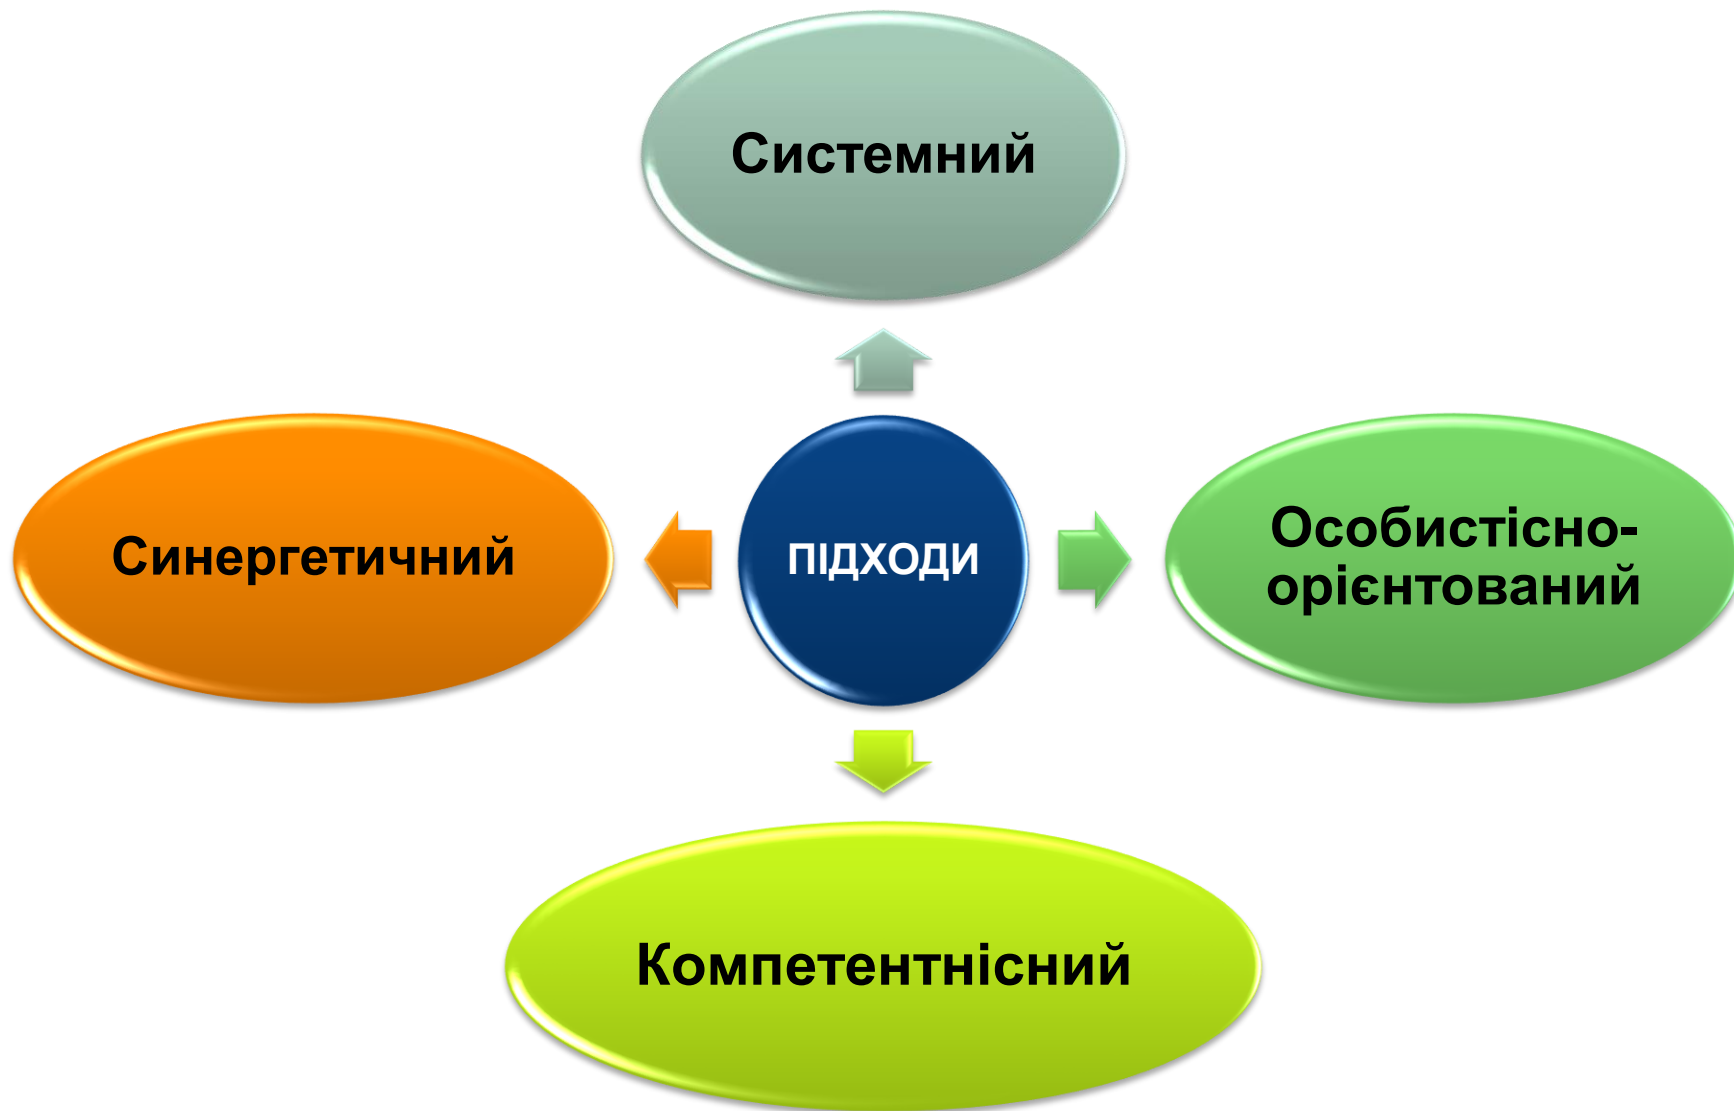 Системний
Синергетичний
ПІДХОДИ
Особистісно-
орієнтований
Компетентнісний